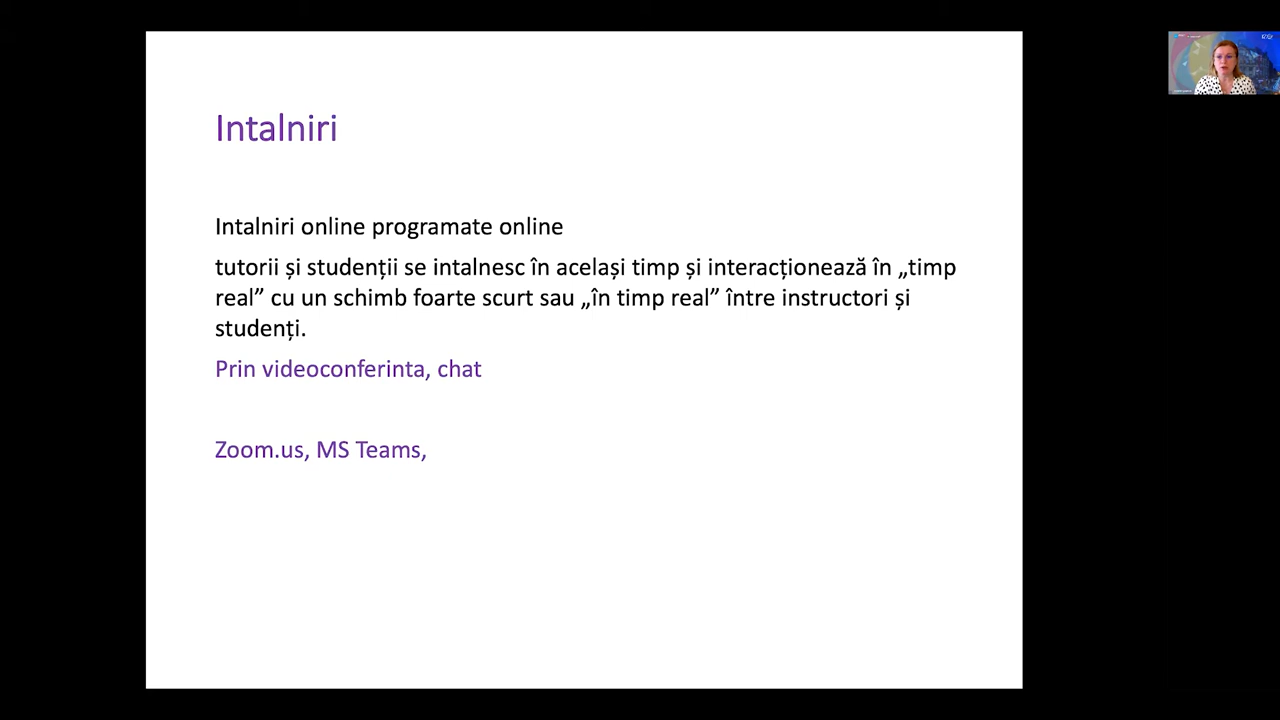 Intalniri
Intalniri online programate online
tutorii și studenții se intalnesc în același timp și interacționează în „timp
real” cu un schimb foarte scurt sau „în timp real” între instructori și
studenți.
Prin videoconferinta, chat
Zoom.us, MS Teams,